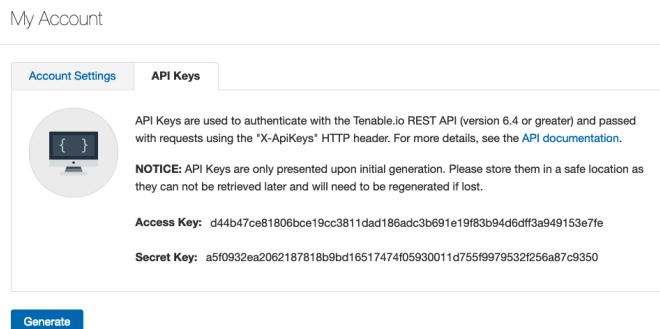 My Account
Account Settings
API Keys
{ }
API Keys are used to authenticate with the Tenable.io REST API (version 6.4 or greater) and passed
with requests using the "X-ApiKeys" HTTP header. For more details, see the API documentation.
NOTICE: API Keys are only presented upon initial generation. Please store them in a safe location as
they can not be retrieved later and will need to be regenerated if lost.
Access Key: d44b47ce81806bce19cc3811dad186adc3b691e19f83b94d6dff3a949153e7fe
Secret Key: a5f0932ea2062187818b9bd16517474f05930011d755f9979532f256a87c9350
Generate